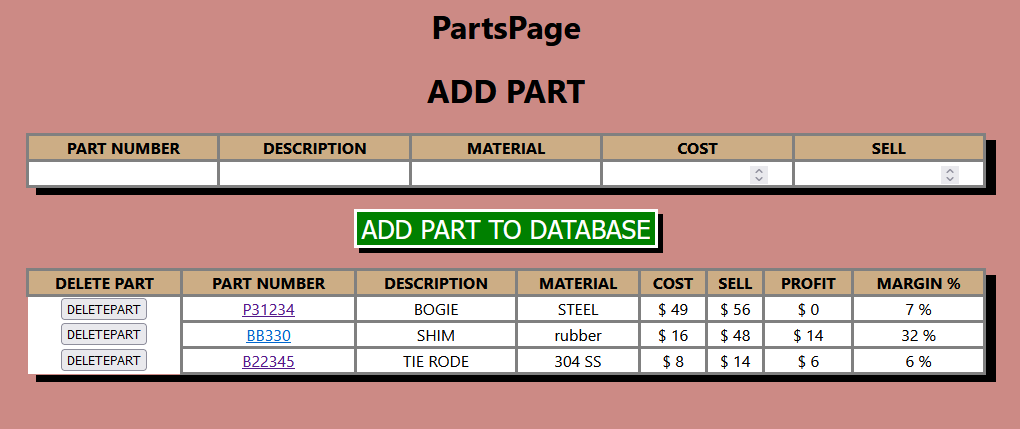 PartsPage
ADD PART
PART NUMBER DESCRIPTION MATERIAL COST SELL
ADD PART TO DATABASE
DELETE PART PART NUMBER DESCRIPTION MATERIAL COST SELL PROFIT MARGIN %
DELETEPART P31234 BOGIE STEEL $ 49 $ 56 $ 0 7 %
DELETEPART BB330 SHIM rubber $ 16 $ 48 $ 14 32 %
DELETEPART B22345 TIE RODE 304 SS $ 8 $ 14 $ 6 6 %